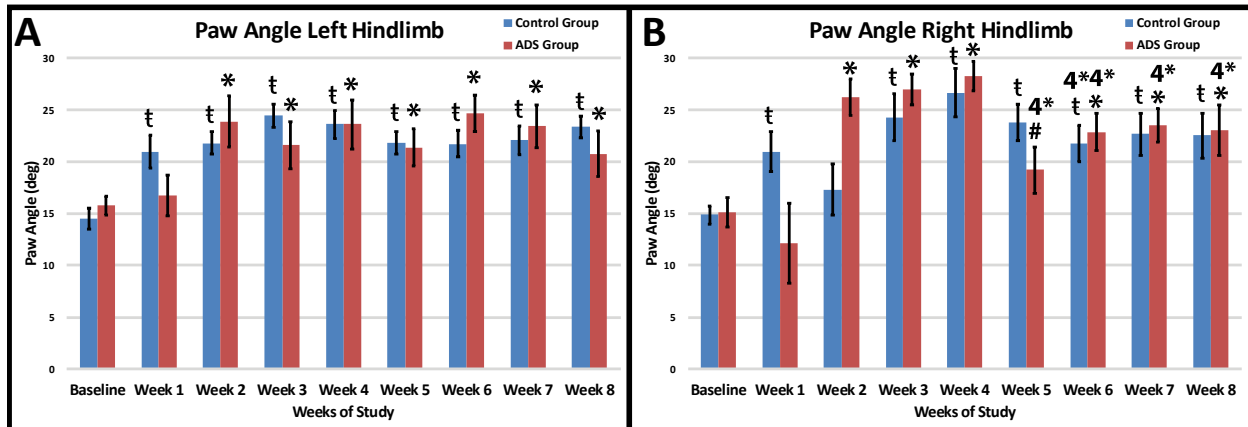 A
Paw Angle Left Hindlimb
Control Group
ADS Group
Paw Angle (deg)
30
25
20
15
10
5
0
ŧ ŧ * ŧ * ŧ * ŧ * ŧ * ŧ * ŧ *
Baseline Week 1 Week 2 Week 3 Week 4 Week 5 Week 6 Week 7 Week 8
Weeks of Study
B
Paw Angle Right Hindlimb
Control Group
ADS Group
Paw Angle (deg)
30
25
20
15
10
5
0
4* 4* 4* 4* 4*
ŧ * ŧ * ŧ * ŧ # ŧ * ŧ * ŧ *
Baseline Week 1 Week 2 Week 3 Week 4 Week 5 Week 6 Week 7 Week 8
Weeks of Study